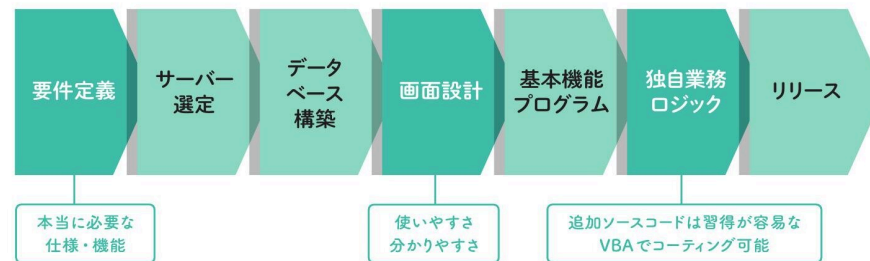 要件定義
サーバー
選定
データ
ベース
構築
画面設計
基本機能
プログラム
独自業務
ロジック
リリース
本当に必要な
仕様・機能
使いやすさ
分かりやすさ
追加ソースコードは習得が容易な
VBAでコーティング可能